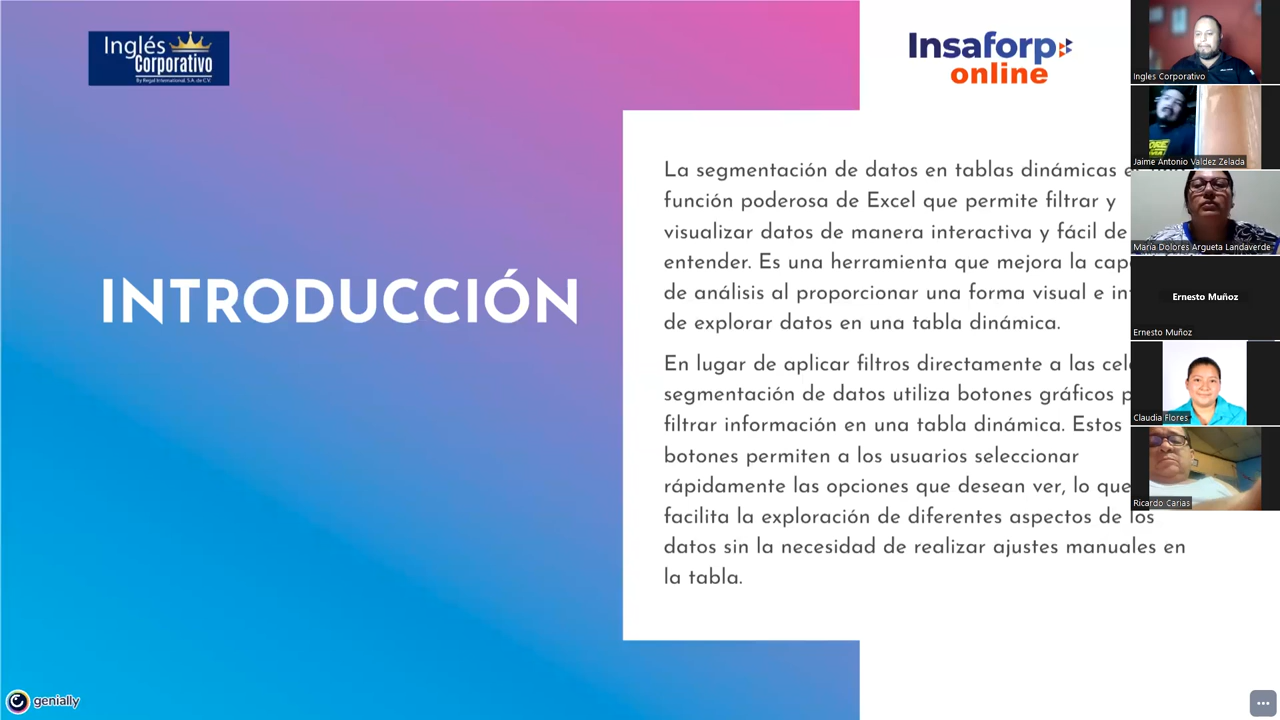 Inglés
Corporativo
By Regal International, S.A. de C.V.
Insaforp
online
INTRODUCCIÓN
La segmentación de datos en tablas dinámicas
función poderosa de Excel que permite filtrar y
visualizar datos de manera interactiva y fácil de
entender. Es una herramienta que mejora la
de análisis al proporcionar una forma visual e
de explorar datos en una tabla dinámica.
En lugar de aplicar filtros directamente a las
segmentación de datos utiliza botones gráficos
filtrar información en una tabla dinámica. Estos
botones permiten a los usuarios seleccionar
rápidamente las opciones que desean ver, lo que
facilita la exploración de diferentes aspectos de los
datos sin la necesidad de realizar ajustes manuales en
la tabla.
Ingles Corporativo
Jaime Antonio Valdez Zelada
María Dolores Argueta Landaverde
Ernesto Muñoz
Ernesto Muñoz
Claudia Flores
Ricardo Carias
genially